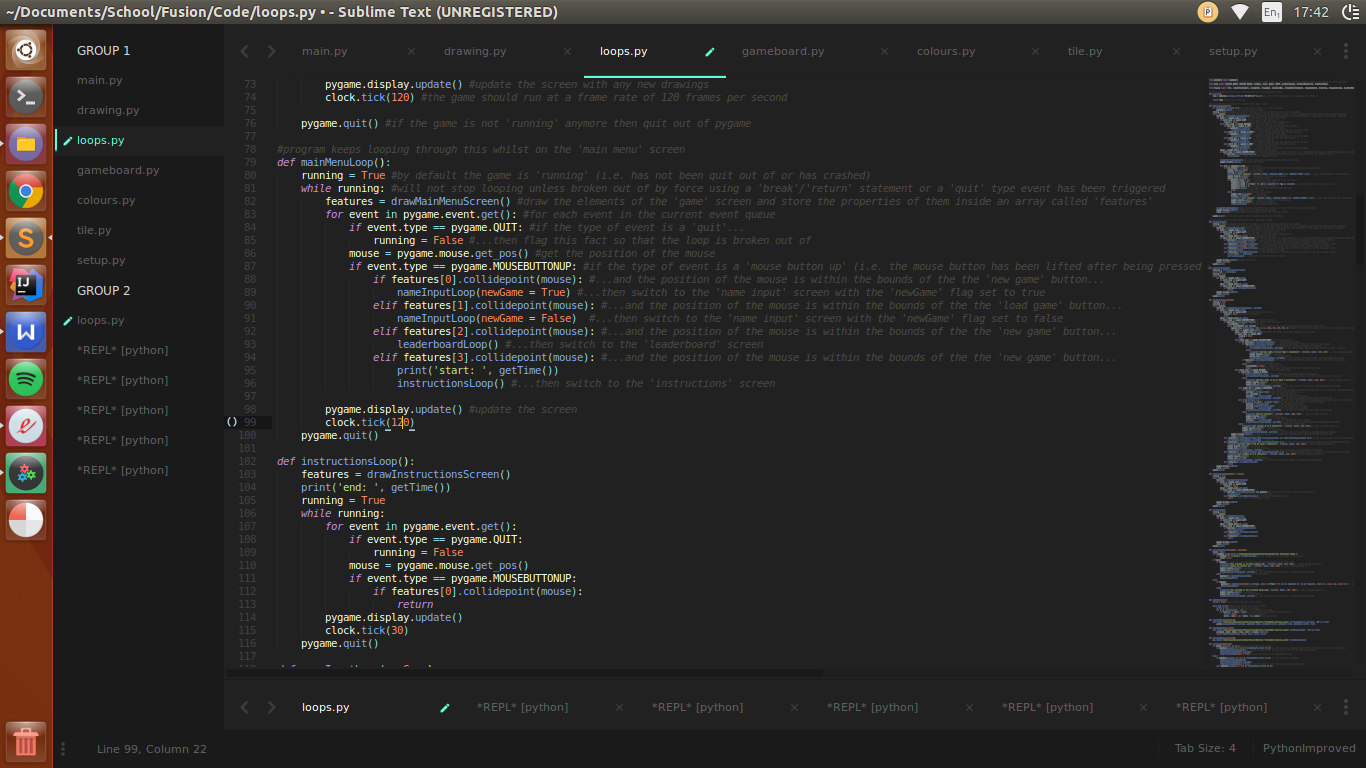 ~/Documents/School/Fusion/Code/loops.py • - Sublime Text (UNREGISTERED)
En1
17:42
GROUP 1
main.py
drawing.py
loops.py
gameboard.py
colours.py
tile.py
setup.py
GROUP 2
loops.py
*REPL* [python]
*REPL* [python]
*REPL* [python]
*REPL* [python]
*REPL* [python]
main.py × drawing.py × loops.py gameboard.py × colours.py × tile.py × setup.py ×
73 pygame.display.update() #update the screen with any new drawings
74 clock.tick(120) #the game should run at a frame rate of 120 frames per second
75
76 pygame.quit() #if the game is not 'running' anymore then quit out of pygame
77
78 #program keeps looping through this whilst on the 'main menu' screen
79 def mainMenuLoop():
80 running = True #by default the game is 'running' (i.e. has not been quit out of or has crashed)
81 while running: #will not stop looping unless broken out of by force using a 'break'/'return' statement or a 'quit' type event has been triggered
82 features = drawMainMenuScreen() #draw the elements of the 'game' screen and store the properties of them inside an array called 'features'
83 for event in pygame.event.get(): #for each event in the current event queue
84 if event.type == pygame.QUIT: #if the type of event is a 'quit'...
85 running = False #...then flag this fact so that the loop is broken out of
86 mouse = pygame.mouse.get_pos() #get the position of the mouse
87 if event.type == pygame.MOUSEBUTTONUP: #if the type of event is a 'mouse button up' (i.e. the mouse button has been lifted after being pressed
88 if features[0].collidepoint(mouse): #...and the position of the mouse is within the bounds of the the 'new game' button...
89 nameInputLoop(newGame = True) #...then switch to the 'name input' screen with the 'newGame' flag set to true
90 elif features[1].collidepoint(mouse): #...and the position of the mouse is within the bounds of the the 'load game' button...
91 nameInputLoop(newGame = False) #...then switch to the 'name input' screen with the 'newGame' flag set to false
92 elif features[2].collidepoint(mouse): #...and the position of the mouse is within the bounds of the the 'new game' button...
93 leaderboardLoop() #...then switch to the 'leaderboard' screen
94 elif features[3].collidepoint(mouse): #...and the position of the mouse is within the bounds of the the 'new game' button...
95 print('start: ', getTime())
96 instructionsLoop() #...then switch to the 'instructions' screen
97
98 pygame.display.update() #update the screen
() 99 clock.tick(120)
100 pygame.quit()
101
102 def instructionsLoop():
103 features = drawInstructionsScreen()
104 print('end: ', getTime())
105 running = True
106 while running:
107 for event in pygame.event.get():
108 if event.type == pygame.QUIT:
109 running = False
110 mouse = pygame.mouse.get_pos()
111 if event.type == pygame.MOUSEBUTTONUP:
112 if features[0].collidepoint(mouse):
113 return
114 pygame.display.update()
115 clock.tick(30)
116 pygame.quit()
117
loops.py *REPL* [python] × *REPL* [python] × *REPL* [python] × *REPL* [python] × *REPL* [python] ×
Line 99, Column 22
Tab Size: 4
PythonImproved